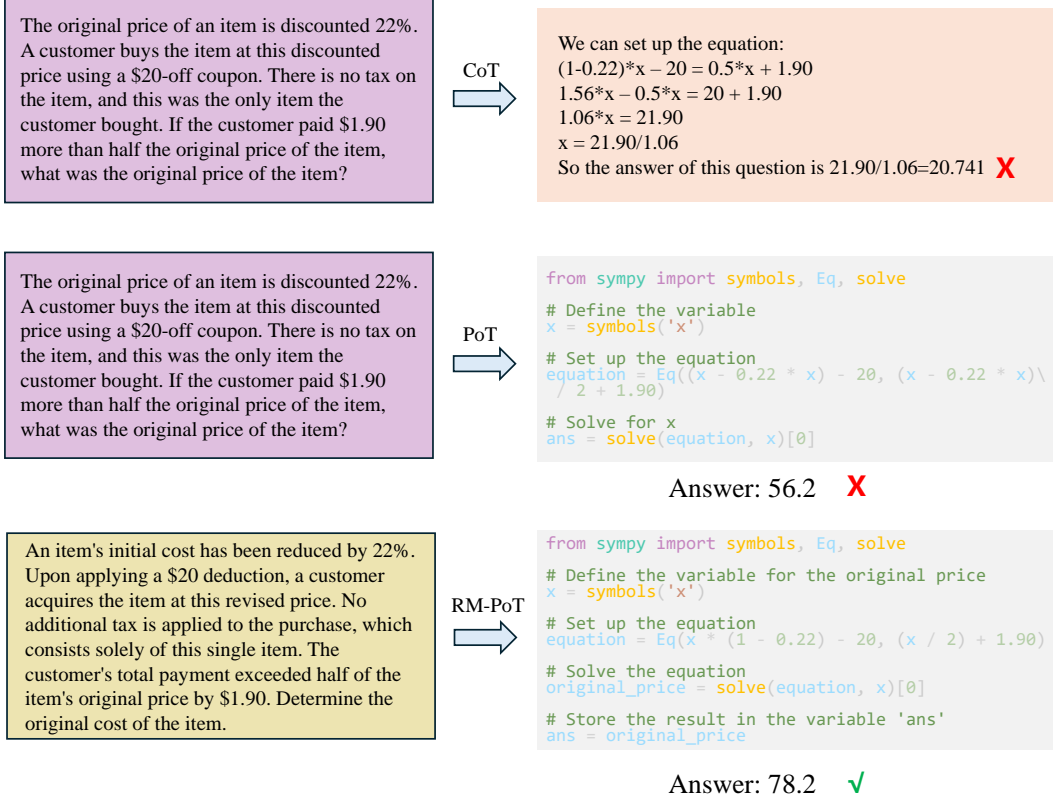 The original price of an item is discounted 22%.
A customer buys the item at this discounted
price using a $20-off coupon. There is no tax on
the item, and this was the only item the
customer bought. If the customer paid $1.90
more than half the original price of the item,
what was the original price of the item?
CoT
We can set up the equation:
(1-0.22)*x – 20 = 0.5*x + 1.90
1.56*x – 0.5*x = 20 + 1.90
1.06*x = 21.90
x = 21.90/1.06
So the answer of this question is 21.90/1.06=20.741 X
The original price of an item is discounted 22%.
A customer buys the item at this discounted
price using a $20-off coupon. There is no tax on
the item, and this was the only item the
customer bought. If the customer paid $1.90
more than half the original price of the item,
what was the original price of the item?
PoT
from sympy import symbols, Eq, solve
# Define the variable
x = symbols('x')
# Set up the equation
equation = Eq((x - 0.22 * x) - 20, (x - 0.22 * x)\
/ 2 + 1.90)
# Solve for x
ans = solve(equation, x)[0]
Answer: 56.2 X
An item's initial cost has been reduced by 22%.
Upon applying a $20 deduction, a customer
acquires the item at this revised price. No
additional tax is applied to the purchase, which
consists solely of this single item. The
customer's total payment exceeded half of the
item's original price by $1.90. Determine the
original cost of the item.
RM-PoT
from sympy import symbols, Eq, solve
# Define the variable for the original price
x = symbols('x')
# Set up the equation
equation = Eq(x * (1 - 0.22) - 20, (x / 2) + 1.90)
# Solve the equation
original_price = solve(equation, x)[0]
# Store the result in the variable 'ans'
ans = original_price
Answer: 78.2 √